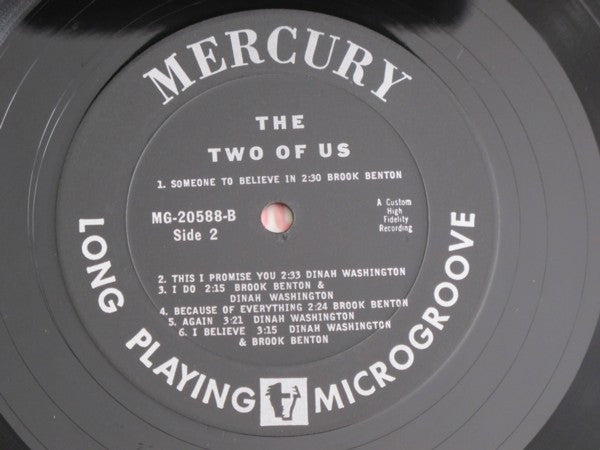 MERCURY
THE
TWO OF US
1. SOMEONE TO BELIEVE IN 2:30 BROOK BENTON
MG-20588-B
Side 2
A Custom
High
Fidelity
Recording
2. THIS I PROMISE YOU 2:33 DINAH WASHINGTON
3. I DO 2:15 BROOK BENTON &
DINAH WASHINGTON
4. BECAUSE OF EVERYTHING 2:24 BROOK BENTON
5. AGAIN 3:21 DINAH WASHINGTON
6. I BELIEVE 3:15 DINAH WASHINGTON
& BROOK BENTON
LONG PLAYING MICROGROOVE